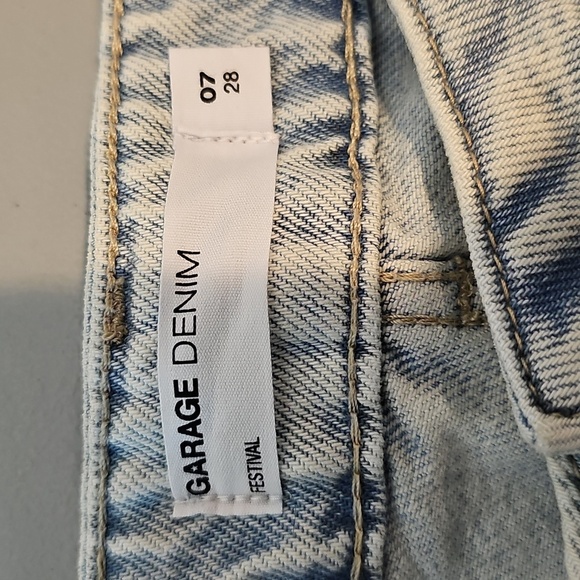 07
28
GARAGE DENIM
FESTIVAL